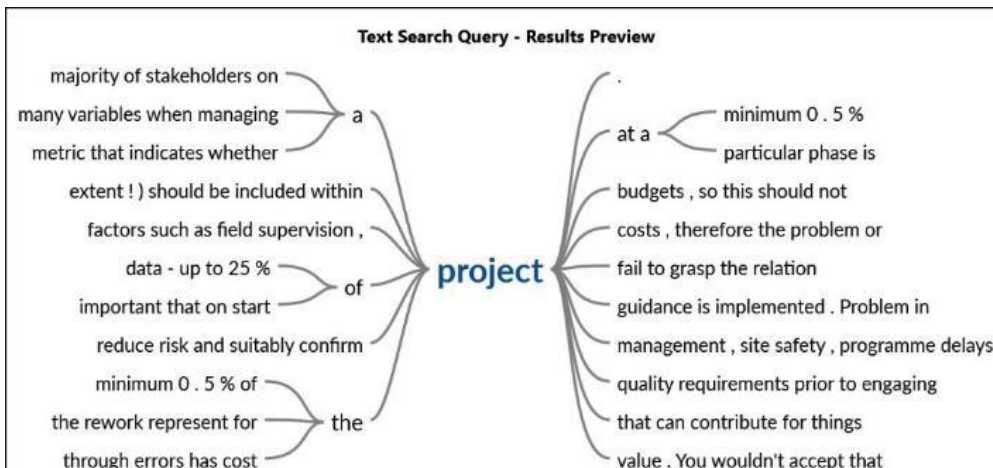 Text Search Query - Results Preview
majority of stakeholders on
many variables when managing
metric that indicates whether
a
extent ! ) should be included within
factors such as field supervision ,
data - up to 25 %
important that on start
of
reduce risk and suitably confirm
minimum 0 . 5 % of
the rework represent for
through errors has cost
the
project
.
at a
minimum 0 . 5 %
particular phase is
budgets , so this should not
costs , therefore the problem or
fail to grasp the relation
guidance is implemented . Problem in
management , site safety , programme delays
quality requirements prior to engaging
that can contribute for things
value . You wouldn't accept that